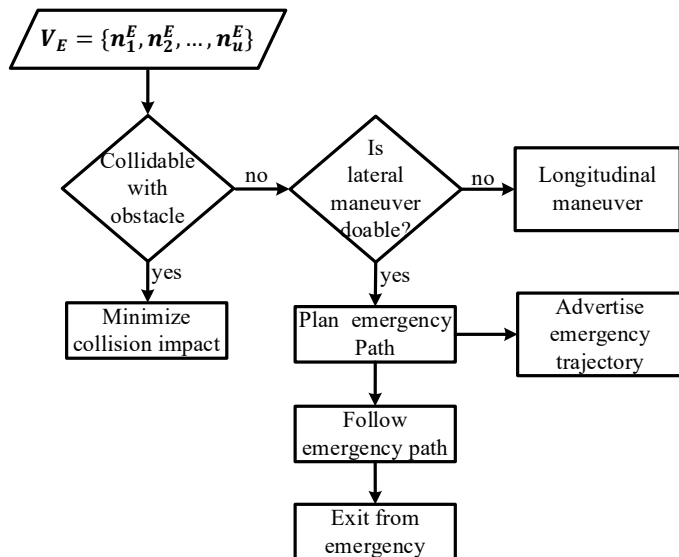 V_E = {n_1^E, n_2^E, ..., n_u^E}
Collidable
with
obstacle
no
Is
lateral
maneuver
doable?
no
Longitudinal
maneuver
yes
yes
Minimize
collision impact
Plan emergency
Path
Advertise
emergency
trajectory
Follow
emergency path
Exit from
emergency